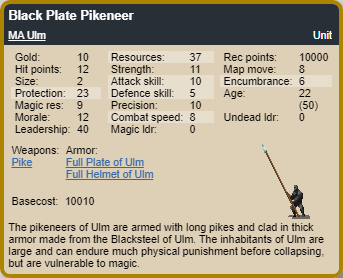 Black Plate Pikeneer
MA Ulm Unit
Gold: 10 Resources: 37 Rec points: 10000
Hit points: 12 Strength: 11 Map move: 8
Size: 2 Attack skill: 10 Encumbrance: 6
Protection: 23 Defence skill: 5 Age: 22
Magic res: 9 Precision: 10 (50)
Morale: 12 Combat speed: 8 Undead ldr: 0
Leadership: 40 Magic ldr: 0
Weapons: Armor:
Pike Full Plate of Ulm
Full Helmet of Ulm
Basecost: 10010
The pikeneers of Ulm are armed with long pikes and clad in thick
armor made from the Blacksteel of Ulm. The inhabitants of Ulm are
large and can endure much physical punishment before collapsing,
but are vulnerable to magic.